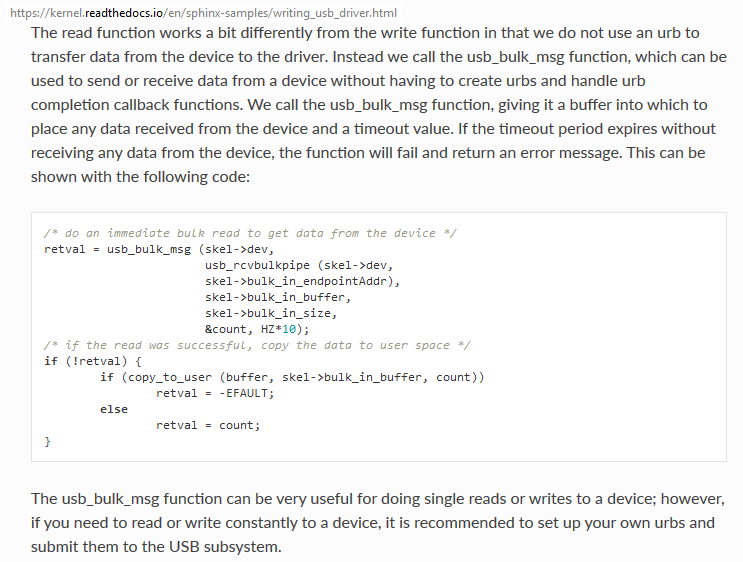 https://kernel.readthedocs.io/en/sphinx-samples/writing_usb_driver.html
The read function works a bit differently from the write function in that we do not use an urb to
transfer data from the device to the driver. Instead we call the usb_bulk_msg function, which can be
used to send or receive data from a device without having to create urbs and handle urb
completion callback functions. We call the usb_bulk_msg function, giving it a buffer into which to
place any data received from the device and a timeout value. If the timeout period expires without
receiving any data from the device, the function will fail and return an error message. This can be
shown with the following code:
/* do an immediate bulk read to get data from the device */
retval = usb_bulk_msg (skel->dev,
usb_rcvbulkpipe (skel->dev,
skel->bulk_in_endpointAddr),
skel->bulk_in_buffer,
skel->bulk_in_size,
&count, HZ*10);
/* if the read was successful, copy the data to user space */
if (!retval) {
if (copy_to_user (buffer, skel->bulk_in_buffer, count))
retval = -EFAULT;
else
retval = count;
}
The usb_bulk_msg function can be very useful for doing single reads or writes to a device; however,
if you need to read or write constantly to a device, it is recommended to set up your own urbs and
submit them to the USB subsystem.